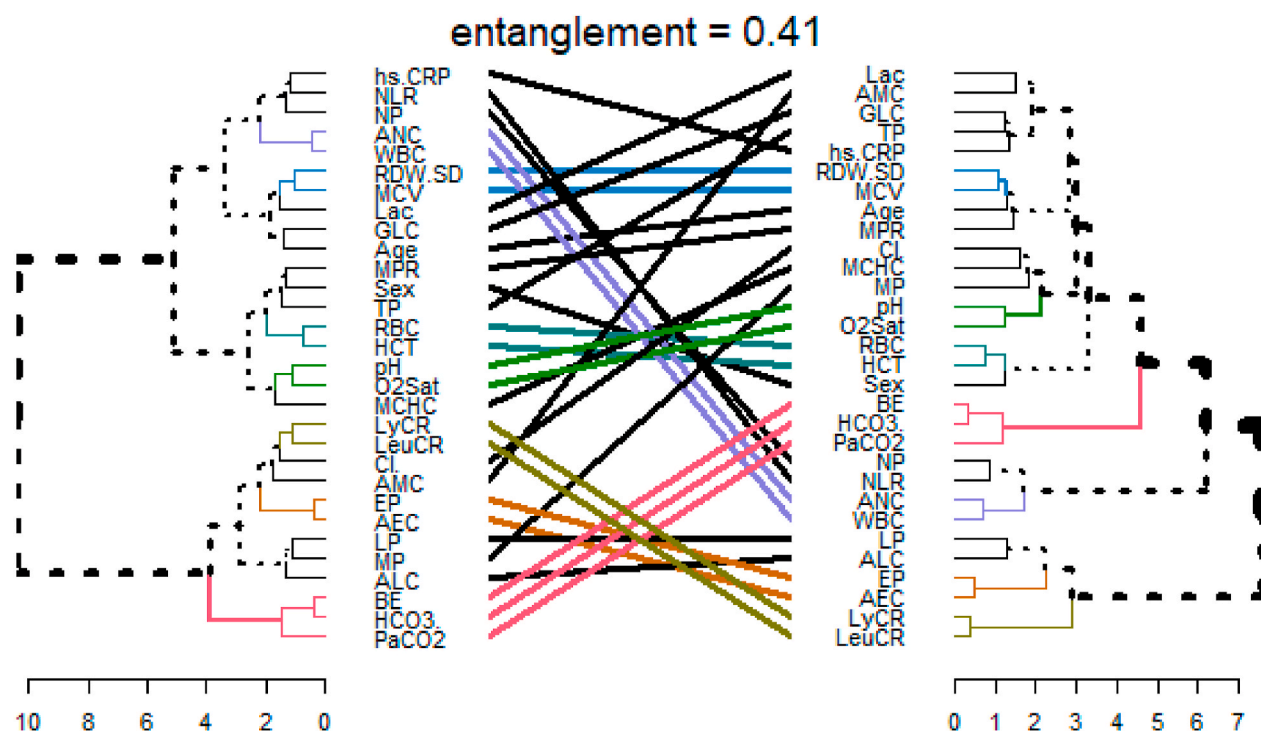 entanglement = 0.41
hs.CRP
NLR
NP
ANC
WBC
RDW.SD
MCV
Lac
GLC
Age
MPR
Sex
TP
RBC
HCT
pH
O2Sat
MCHC
LyCR
LeuCR
Cl.
AMC
EP
AEC
LP
MP
ALC
BE
HCO3.
PaCO2
10 8 6 4 2 0
Lac
AMC
GLC
TP
hs.CRP
RDW.SD
MCV
Age
MPR
Cl.
MCHC
MP
pH
O2Sat
RBC
HCT
Sex
BE
HCO3.
PaCO2
NP
NLR
ANC
WBC
LP
ALC
EP
AEC
LyCR
LeuCR
0 1 2 3 4 5 6 7